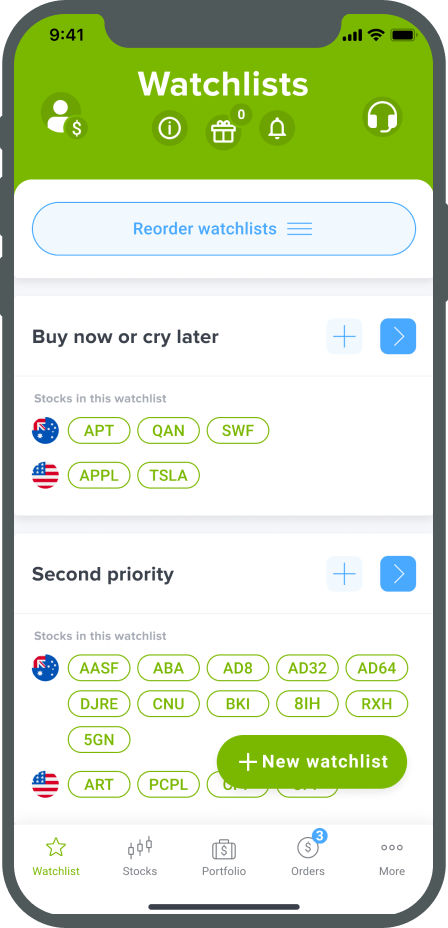 9:41
Watchlists
$
0
Reorder watchlists
Buy now or cry later
Stocks in this watchlist
APT QAN SWF
APPL TSLA
Second priority
Stocks in this watchlist
AASF ABA AD8 AD32 AD64
DJRE CNU BKI 8IH RXH
5GN
New watchlist
ART PCPL
3
$ $
Watchlist Stocks Portfolio Orders More